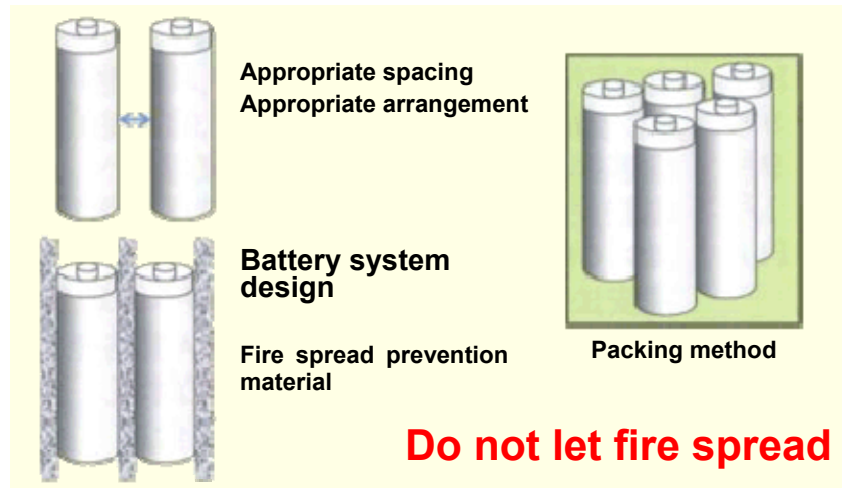 Appropriate spacing
Appropriate arrangement
Battery system
design
Fire spread prevention
material
Packing method
Do not let fire spread